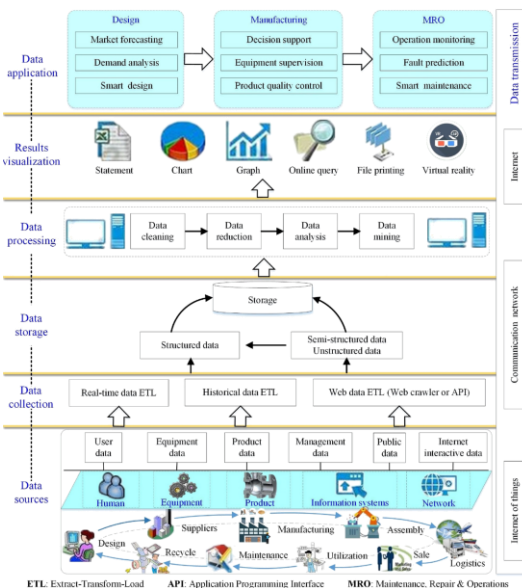 Design
Manufacturing
MRO
Data application
Market forecasting
Decision support
Operation monitoring
Demand analysis
Equipment supervision
Fault prediction
Smart design
Product quality control
Smart maintenance
Data transmission
Results visualization
Statement
Chart
Graph
Online query
File printing
Virtual reality
Internet
Data processing
Data cleaning
Data reduction
Data analysis
Data mining
Data storage
Storage
Structured data
Semi-structured data
Unstructured data
Communication network
Data collection
Real-time data ETL
Historical data ETL
Web data ETL (Web crawler or API)
Data sources
User data
Equipment data
Product data
Management data
Public data
Internet interactive data
Human
Equipment
Product
Information systems
Network
Internet of things
Design
Suppliers
Manufacturing
Assembly
Logistics
Recycle
Maintenance
Utilization
Sale
ETL: Extract-Transform-Load
API: Application Programming Interface
MRO: Maintenance, Repair & Operations